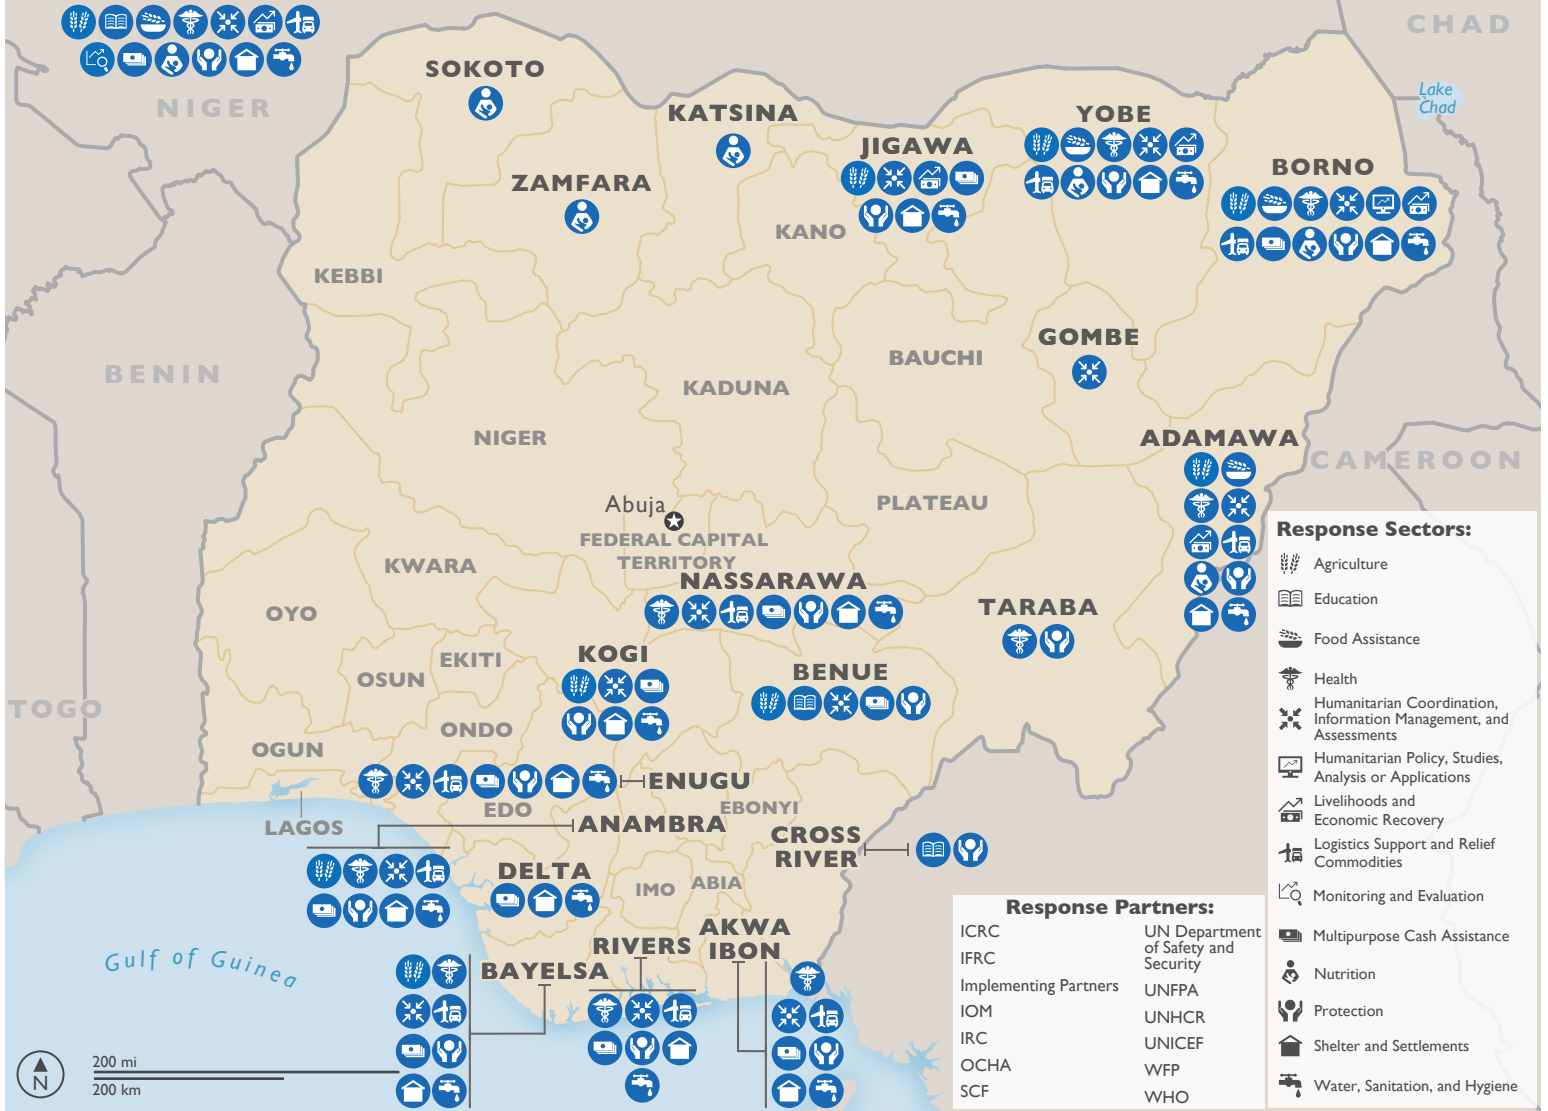 CHAD
NIGER
Lake
Chad
SOKOTO
KATSINA
YOBE
JIGAWA
BORNO
ZAMFARA
KANO
KEBBI
GOMBE
BAUCHI
BENIN
KADUNA
NIGER
ADAMAWA
CAMEROON
Abuja
PLATEAU
FEDERAL CAPITAL
TERRITORY
KWARA
NASSARAWA
OYO
TARABA
KOGI
EKITI
OSUN
BENUE
TOGO
ONDO
OGUN
ENUGU
EDO
EBONYI
LAGOS
ANAMBRA
CROSS
RIVER
DELTA
IMO
ABIA
AKWA
IBON
RIVERS
BAYELSA
Gulf of Guinea
200 mi
200 km
N
Response Sectors:
Agriculture
Education
Food Assistance
Health
Humanitarian Coordination,
Information Management, and
Assessments
Humanitarian Policy, Studies,
Analysis or Applications
Livelihoods and
Economic Recovery
Logistics Support and Relief
Commodities
Monitoring and Evaluation
Multipurpose Cash Assistance
Nutrition
Protection
Shelter and Settlements
Water, Sanitation, and Hygiene
Response Partners:
ICRC
IFRC
Implementing Partners
IOM
IRC
OCHA
SCF
UN Department
of Safety and
Security
UNFPA
UNHCR
UNICEF
WFP
WHO